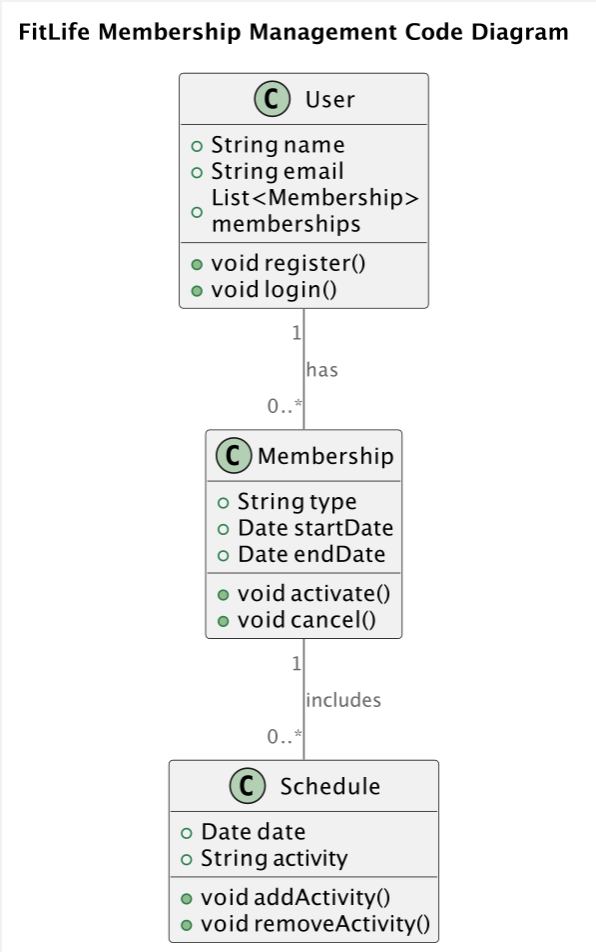 FitLife Membership Management Code Diagram
C User
String name
String email
List<Membership>
memberships
void register()
void login()
1
has
0..*
C Membership
String type
Date startDate
Date endDate
void activate()
void cancel()
1
includes
0..*
C Schedule
Date date
String activity
void addActivity()
void removeActivity()